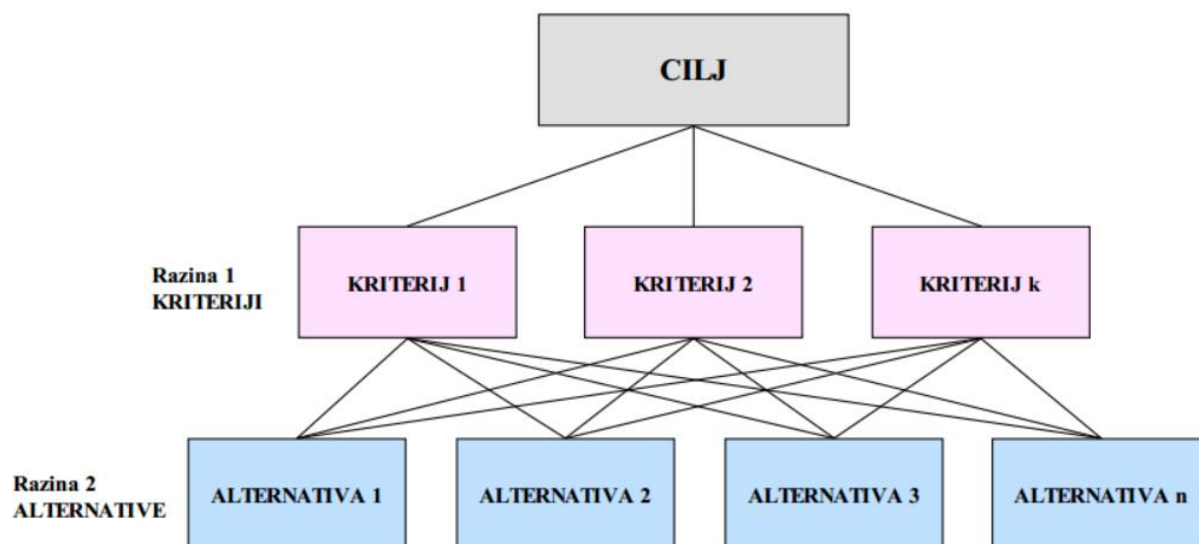 CILJ
Razina 1
KRITERIJI
KRITERIJ 1
KRITERIJ 2
KRITERIJ k
Razina 2
ALTERNATIVE
ALTERNATIVA 1
ALTERNATIVA 2
ALTERNATIVA 3
ALTERNATIVA n